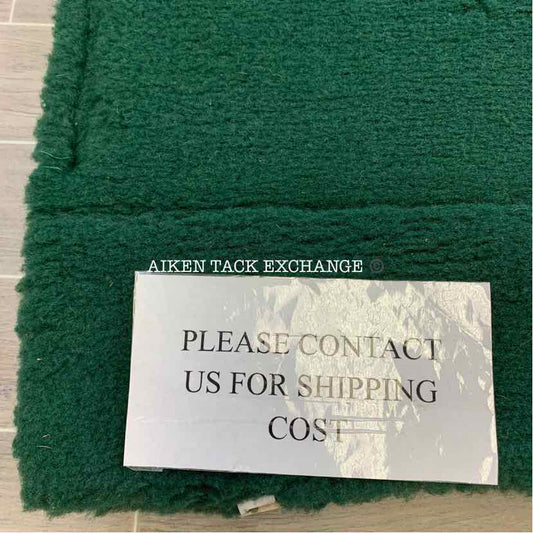 AIKEN TACK EXCHANGE ©
PLEASE CONTACT
US FOR SHIPPING
COST